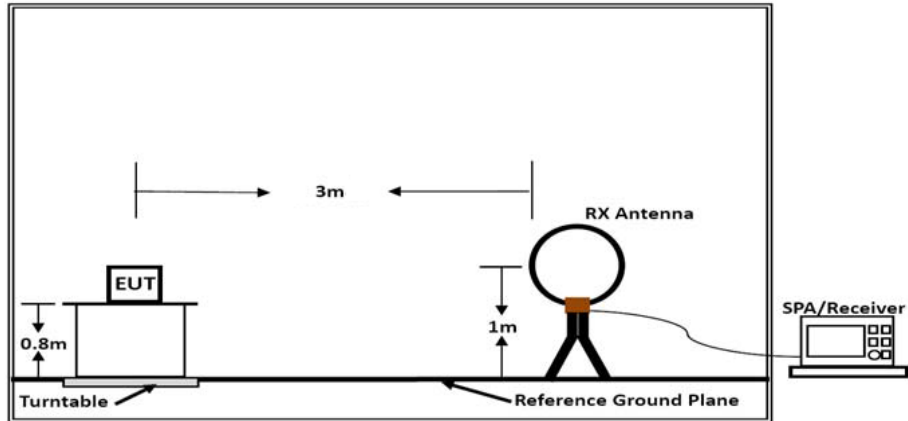 3m
RX Antenna
EUT
SPA/Receiver
0.8m
1m
Turntable
Reference Ground Plane